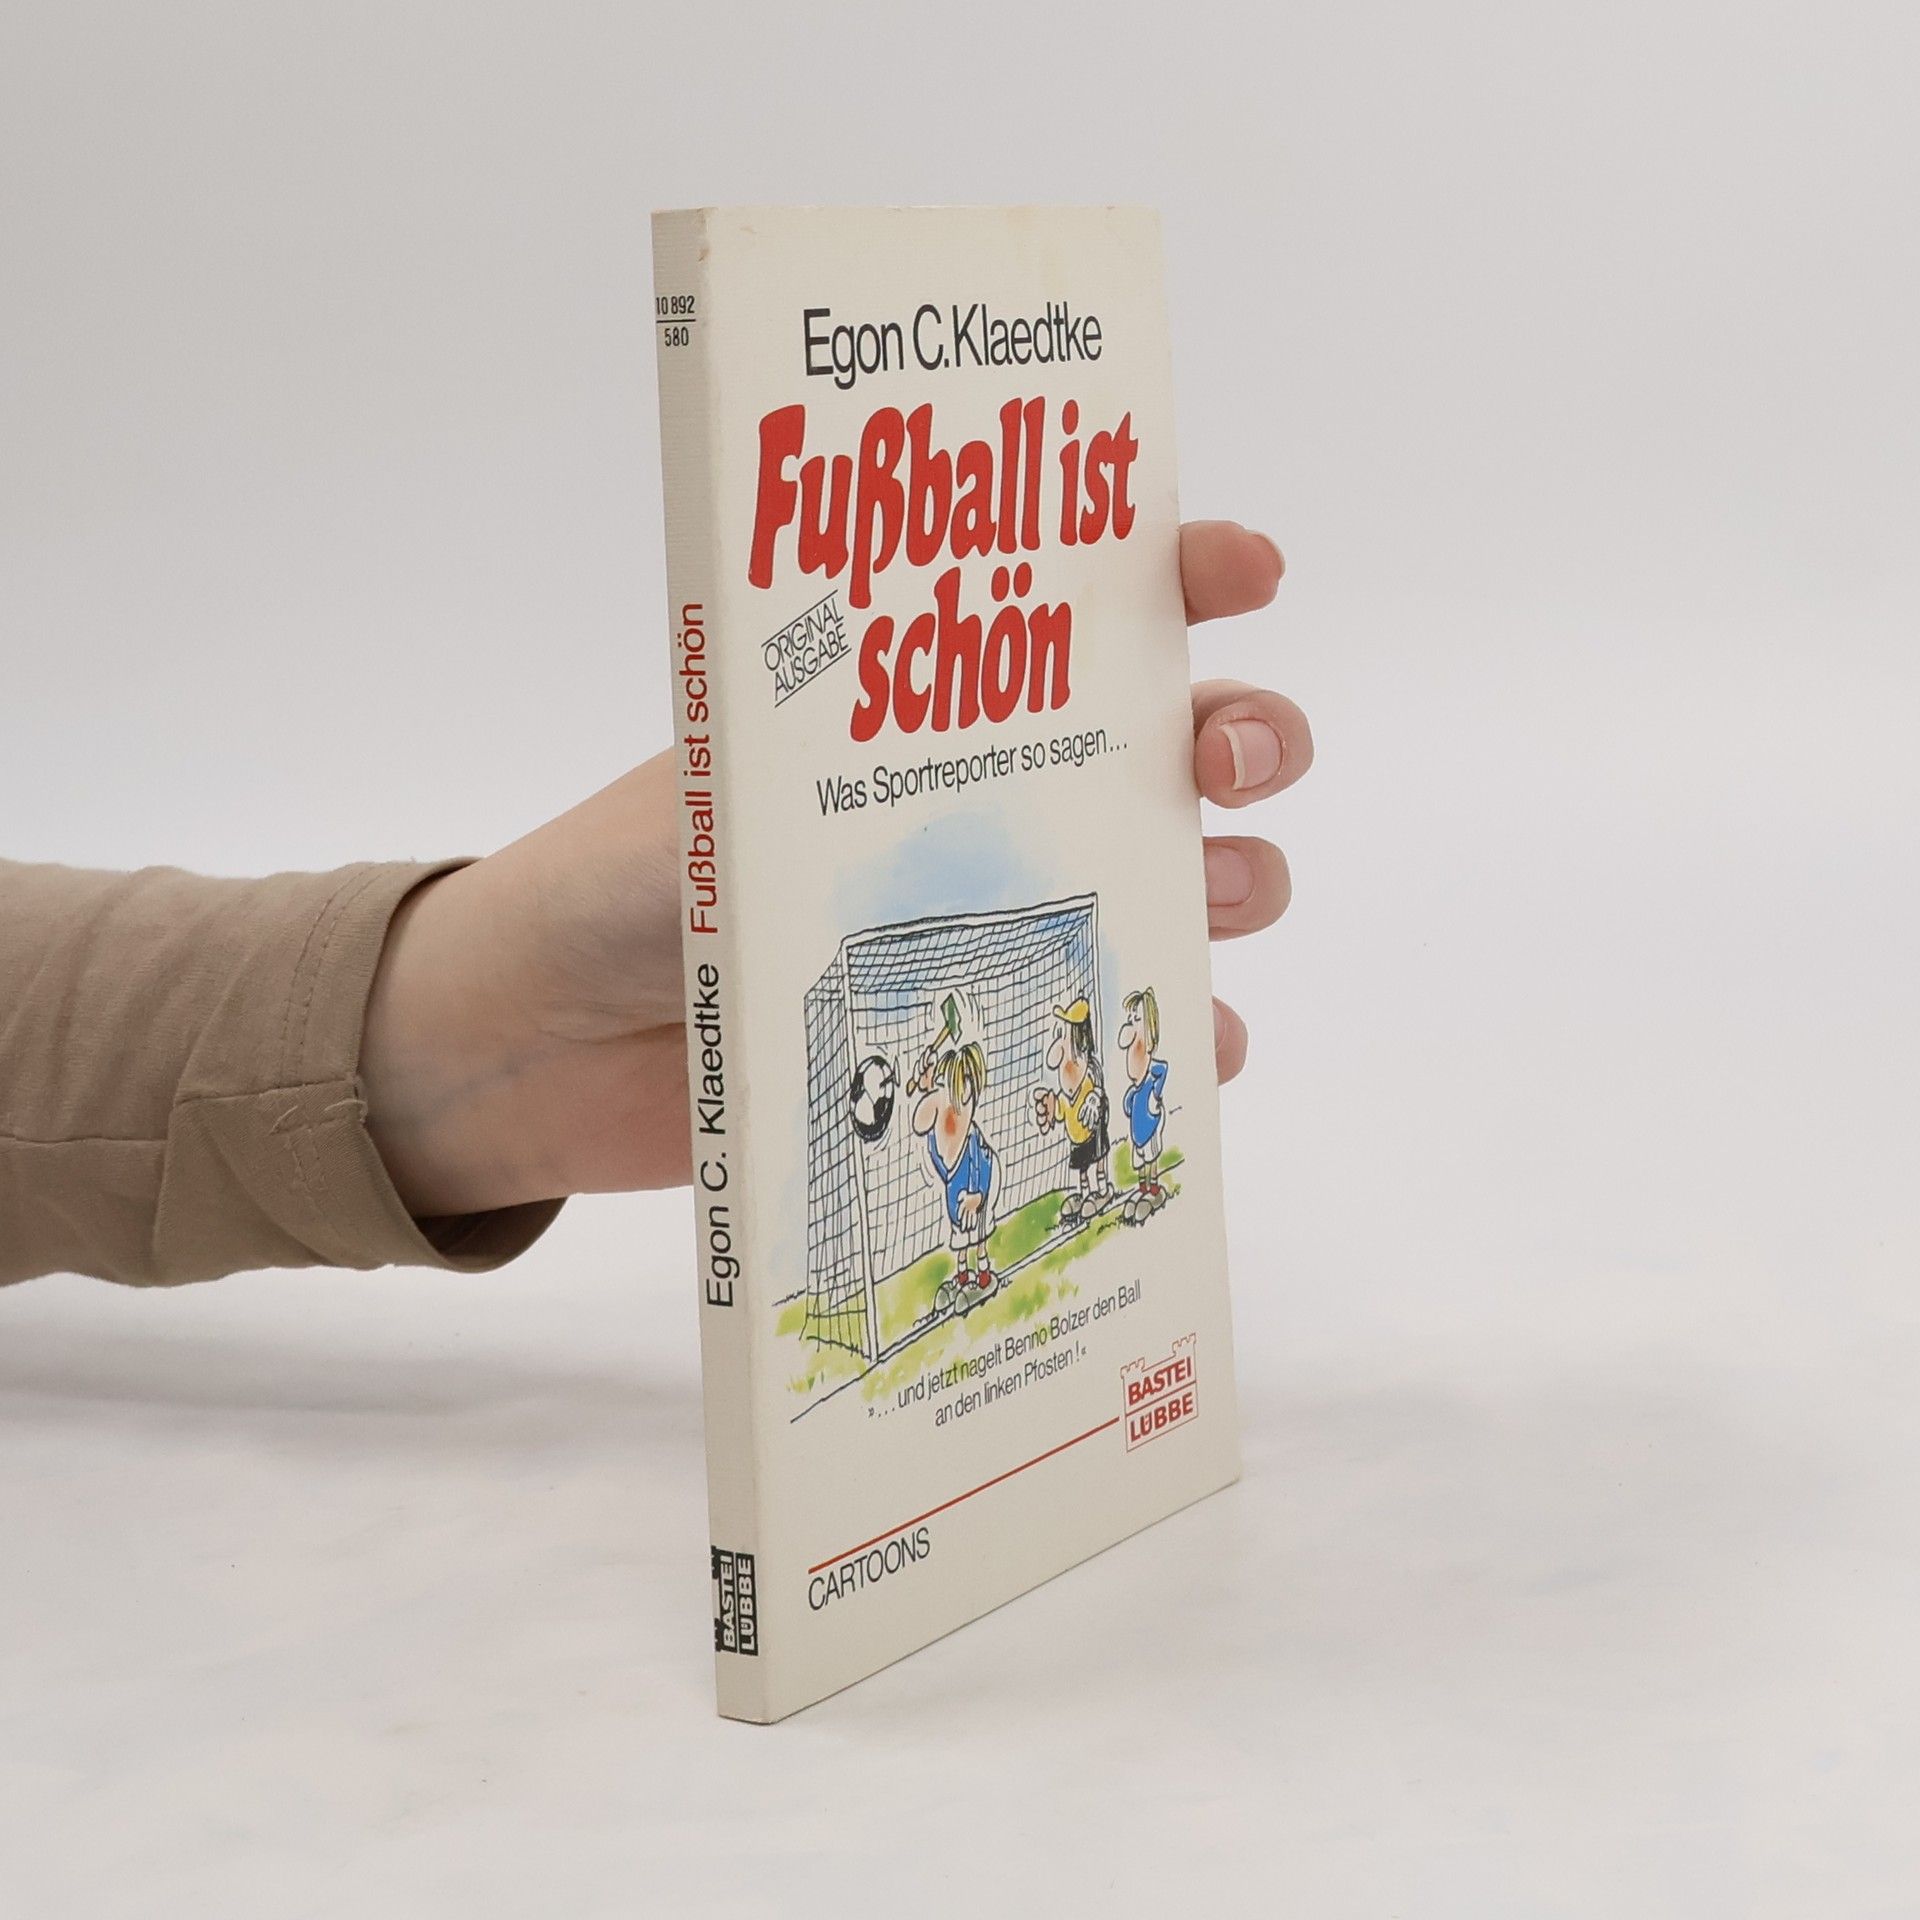 10 892
580
Egon C. Klaedtke Fußball ist schön
BASTEI
LÜBBE
Egon C. Klaedtke
Fußball ist
schön
ORIGINAL
AUSGABE
Was Sportreporter so sagen...
»...und jetzt nagelt Benno Bolzer den Ball
an den linken Pfosten!«
BASTEI
LÜBBE
CARTOONS